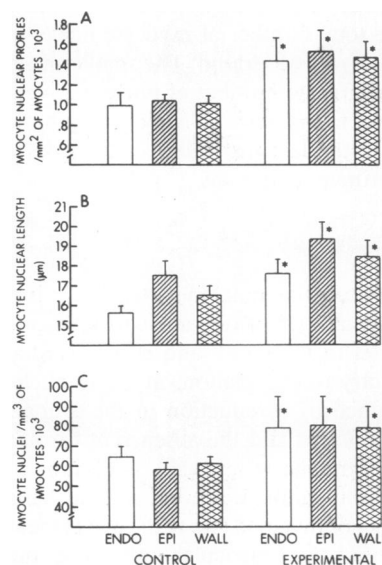 A
MYOCYTE NUCLEAR PROFILES
/mm² OF MYOCYTES · 10³
1.8
1.6
1.4
1.2
1.0
.8
.6
* * *
B
MYOCYTE NUCLEAR LENGTH
(μm)
21
20
19
18
17
16
15
* * *
C
MYOCYTE NUCLEI /mm³ OF
MYOCYTES · 10³
100
90
80
70
60
50
40
* * *
ENDO EPI WALL ENDO EPI WAL
CONTROL EXPERIMENTAL